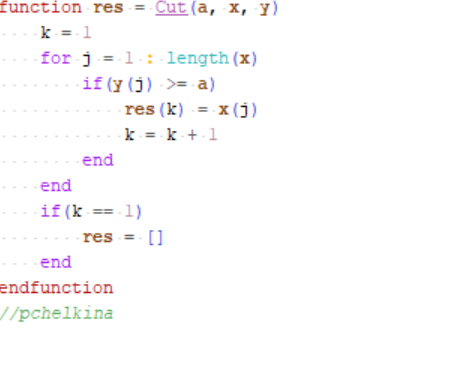 function res = Cut(a, x, y)
    k = 1
    for j = 1 : length(x)
        if(y(j) >= a)
            res(k) = x(j)
            k = k + 1
        end
    end
    if(k == 1)
        res = []
    end
endfunction
//pchelkina